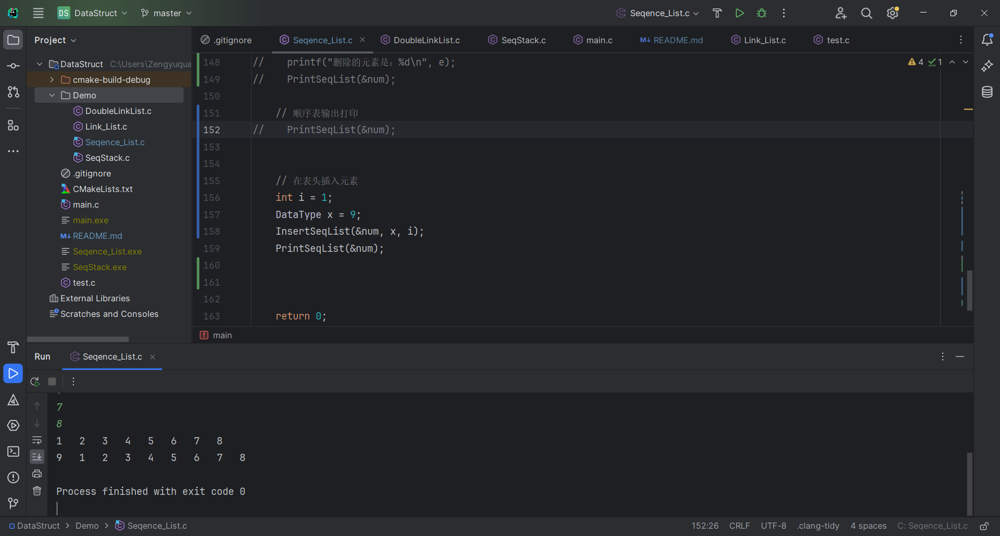 DS DataStruct master Seqence_List.c
Project
.gitignore Seqence_List.c DoubleLinkList.c SeqStack.c main.c README.md Link_List.c test.c
DataStruct C:\Users\Zengyuqua
cmake-build-debug
Demo
DoubleLinkList.c
Link_List.c
Seqence_List.c
SeqStack.c
.gitignore
CMakeLists.txt
main.c
main.exe
README.md
Seqence_List.exe
SeqStack.exe
test.c
External Libraries
Scratches and Consoles
4 1
148 //    printf("删除的元素是：%d\n", e);
149 //    PrintSeqList(&num);
150
151     // 顺序表输出打印
152 //    PrintSeqList(&num);
153
154
155     // 在表头插入元素
156     int i = 1;
157     DataType x = 9;
158     InsertSeqList(&num, x, i);
159     PrintSeqList(&num);
160
161
162
163     return 0;
main
Run Seqence_List.c
7
8
1   2   3   4   5   6   7   8
9   1   2   3   4   5   6   7   8
Process finished with exit code 0
DataStruct > Demo > Seqence_List.c 152:26 CRLF UTF-8 .clang-tidy 4 spaces C: Seqence_List.c